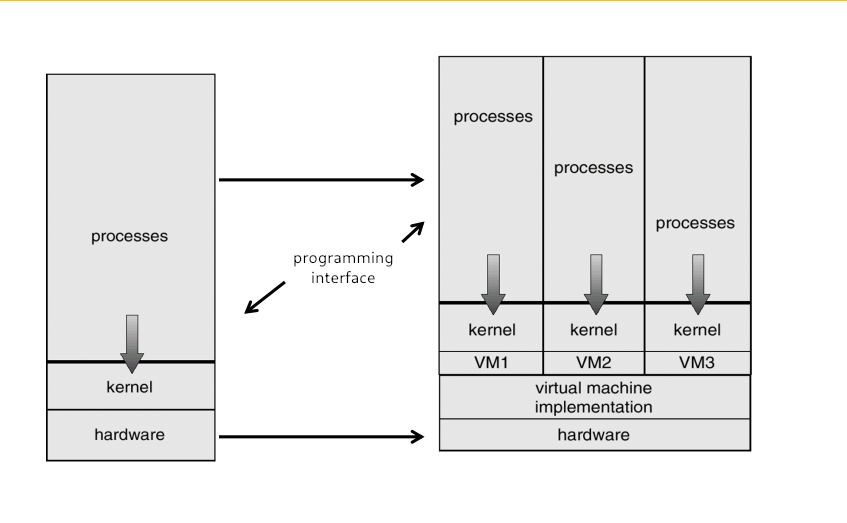 processes
kernel
hardware
programming
interface
processes
processes
processes
kernel
kernel
kernel
VM1
VM2
VM3
virtual machine
implementation
hardware